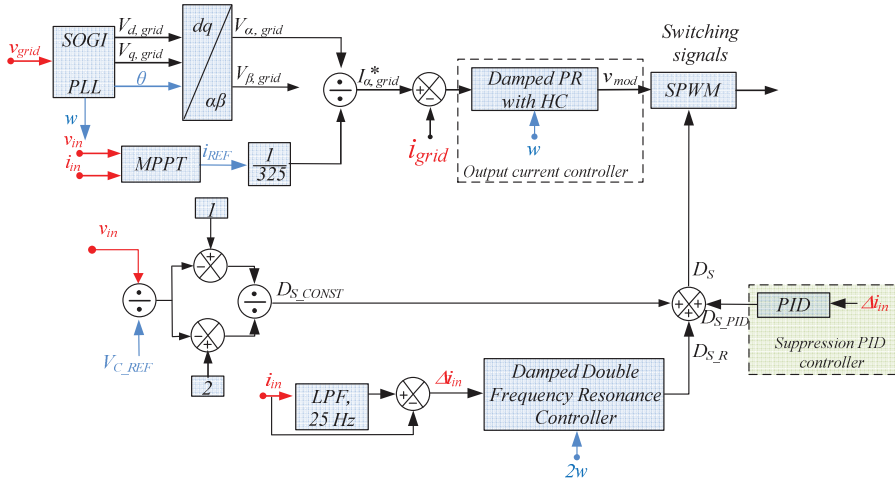 v_grid
SOGI
PLL
V_d, grid
V_q, grid
θ
w
dq
αβ
V_α, grid
V_β, grid
÷
I_α, grid*
+
−
i_grid
Damped PR
with HC
w
v_mod
Output current controller
Switching
signals
SPWM
v_in
i_in
MPPT
i_REF
1
325
v_in
÷
V_C_REF
1
+
−
−
+
2
÷
D_S_CONST
D_S
+
+
+
D_S_PID
D_S_R
PID
Δi_in
Suppression PID
controller
i_in
LPF,
25 Hz
+
−
Δi_in
Damped Double
Frequency Resonance
Controller
2w